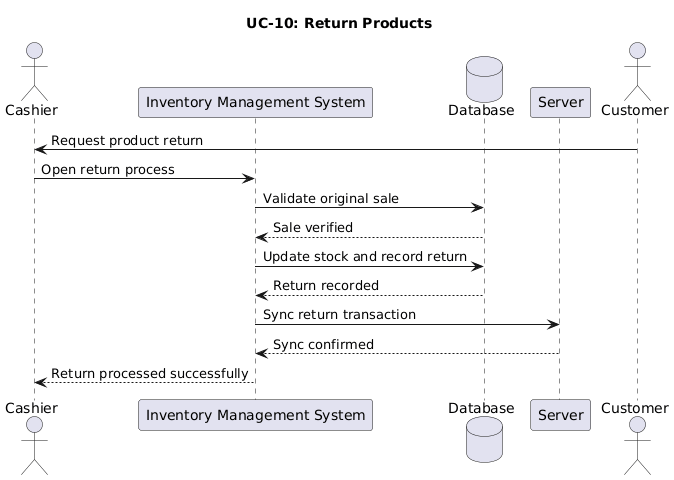 UC-10: Return Products
Cashier
Inventory Management System
Database
Server
Customer
Request product return
Open return process
Validate original sale
Sale verified
Update stock and record return
Return recorded
Sync return transaction
Sync confirmed
Return processed successfully
Cashier
Inventory Management System
Database
Server
Customer